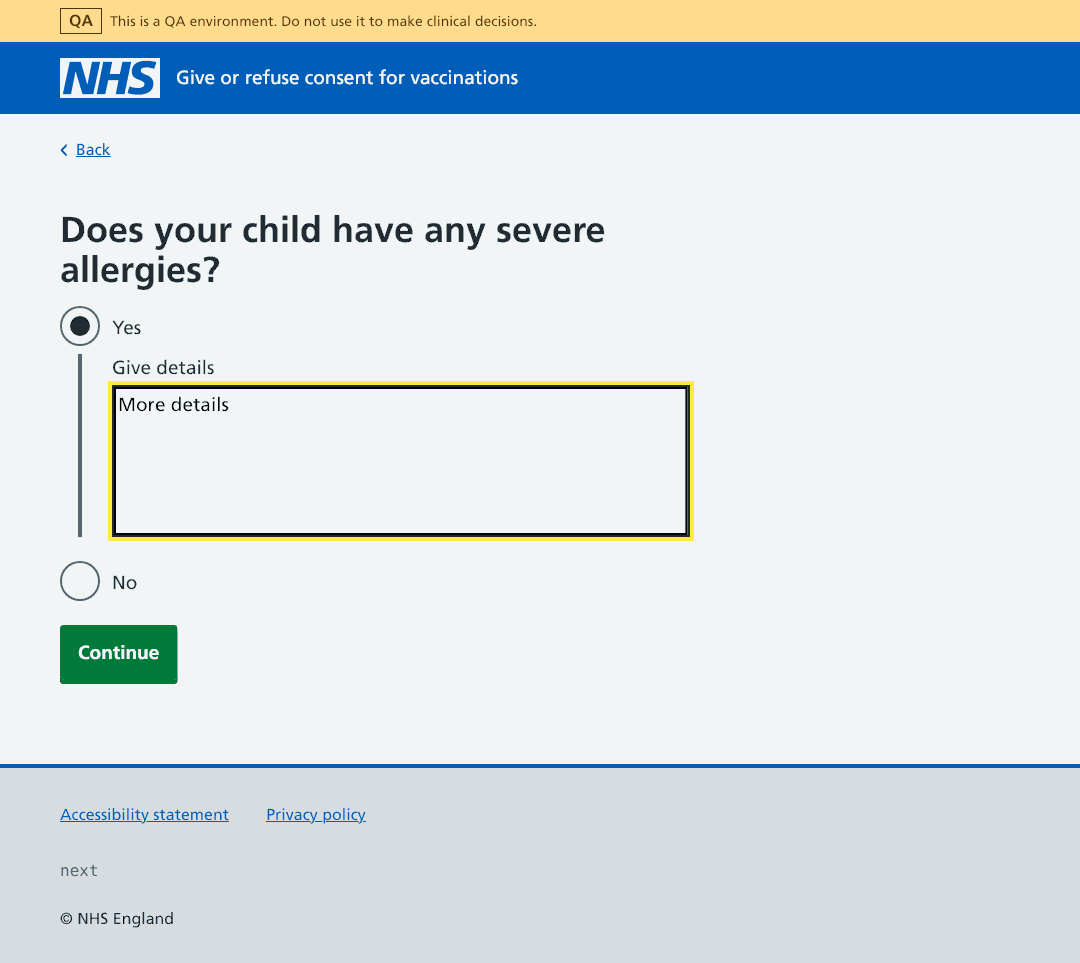 QA This is a QA environment. Do not use it to make clinical decisions.
NHS Give or refuse consent for vaccinations
Back
Does your child have any severe
allergies?
Yes
Give details
More details
No
Continue
Accessibility statement Privacy policy
next
© NHS England